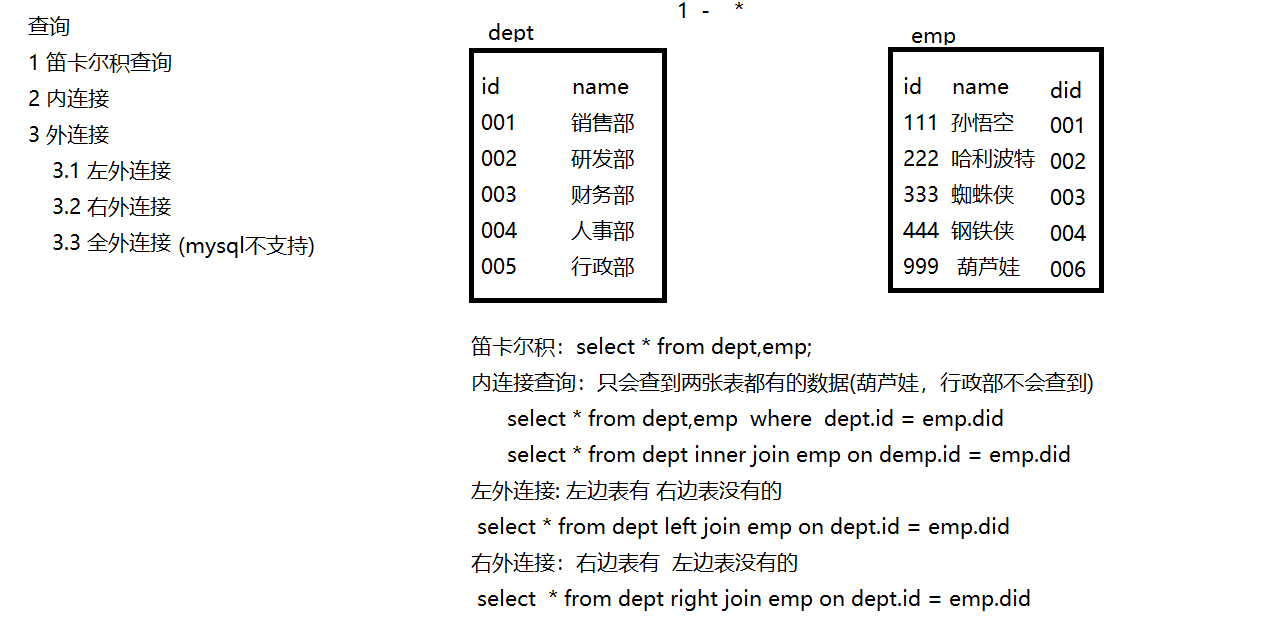 查询
1 笛卡尔积查询
2 内连接
3 外连接
3.1 左外连接
3.2 右外连接
3.3 全外连接 (mysql不支持)
1 - *
dept
id name
001 销售部
002 研发部
003 财务部
004 人事部
005 行政部
emp
id name did
111 孙悟空 001
222 哈利波特 002
333 蜘蛛侠 003
444 钢铁侠 004
999 葫芦娃 006
笛卡尔积：select * from dept,emp;
内连接查询：只会查到两张表都有的数据(葫芦娃，行政部不会查到)
select * from dept,emp where dept.id = emp.did
select * from dept inner join emp on demp.id = emp.did
左外连接: 左边表有 右边表没有的
select * from dept left join emp on dept.id = emp.did
右外连接：右边表有 左边表没有的
select * from dept right join emp on dept.id = emp.did